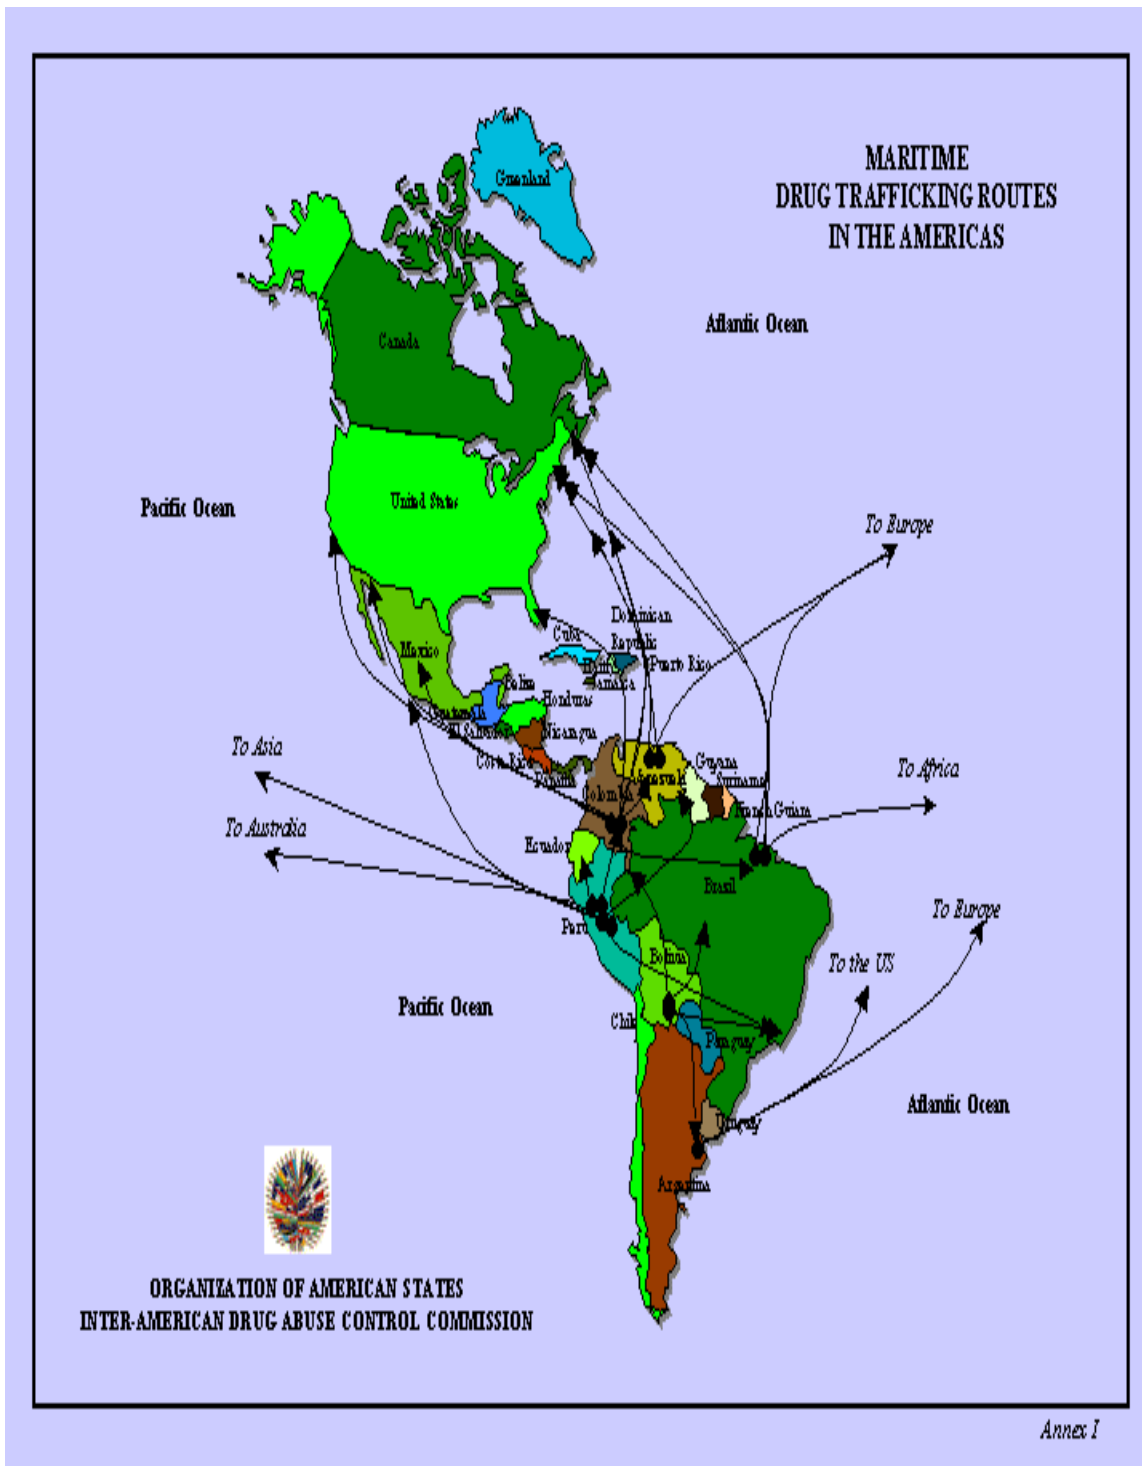 MARITIME
DRUG TRAFFICKING ROUTES
IN THE AMERICAS
Greenland
Atlantic Ocean
Canada
United States
Pacific Ocean
To Europe
Dominican
Republic
Cuba
Haiti
Puerto Rico
Jamaica
Mexico
Belize
Honduras
Guatemala
El Salvador
Nicaragua
Costa Rica
Panama
To Asia
Guyana
Suriname
To Africa
Venezuela
Colombia
French Guiana
To Australia
Ecuador
Brasil
Peru
To Europe
Bolivia
To the US
Pacific Ocean
Chile
Paraguay
Atlantic Ocean
Uruguay
Argentina
ORGANIZATION OF AMERICAN STATES
INTER-AMERICAN DRUG ABUSE CONTROL COMMISSION
Annex I